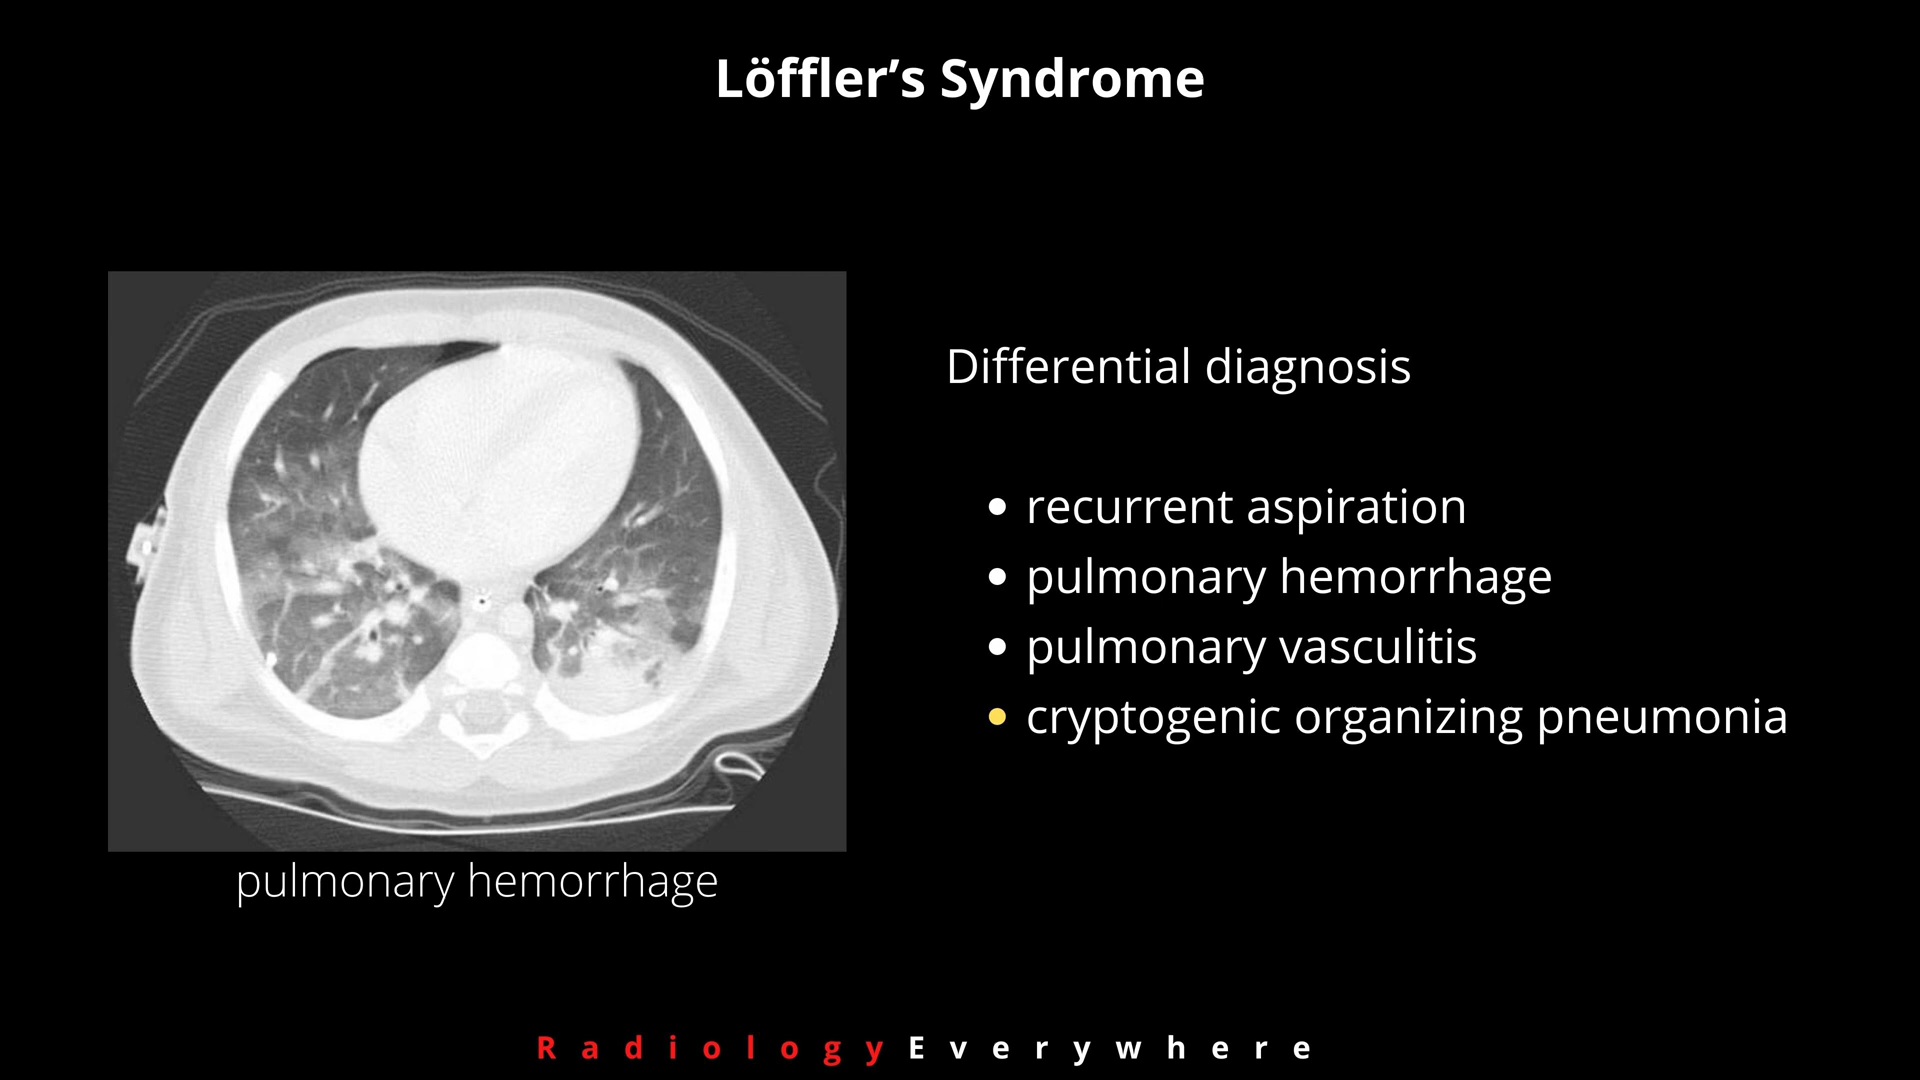 Löffler’s Syndrome
Differential diagnosis
• recurrent aspiration
• pulmonary hemorrhage
• pulmonary vasculitis
• cryptogenic organizing pneumonia
pulmonary hemorrhage
Radiology Everywhere